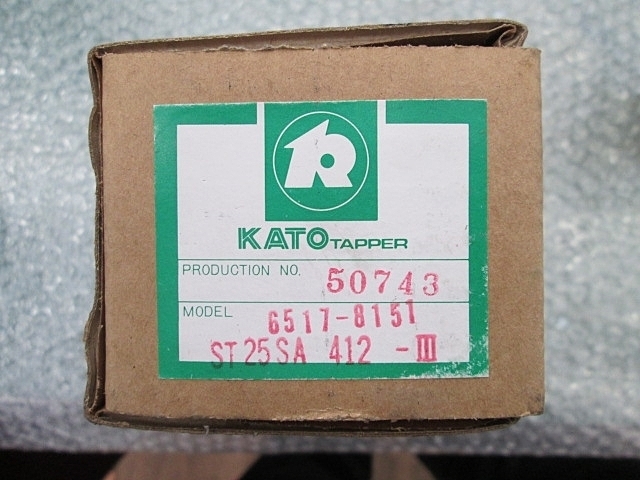 KATO TAPPER
PRODUCTION NO. 50743
MODEL 6517-8151
ST25SA 412 -III